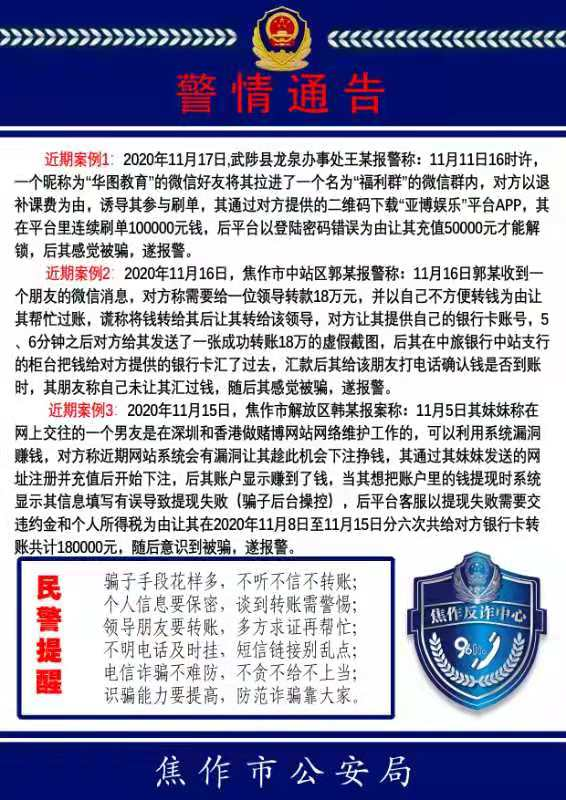 警情通告
近期案例1：2020年11月17日,武陟县龙泉办事处王某报警称：11月11日16时许，
一个昵称为“华图教育”的微信好友将其拉进了一个名为“福利群”的微信群内，对方以退
补课费为由，诱导其参与刷单，其通过对方提供的二维码下载“亚博娱乐”平台APP，其
在平台里连续刷单100000元钱，后平台以登陆密码错误为由让其充值50000元才能解
锁，后其感觉被骗，遂报警。
近期案例2：2020年11月16日，焦作市中站区郭某报警称：11月16日郭某收到一
个朋友的微信消息，对方称需要给一位领导转款18万元，并以自己不方便转钱为由让
其帮忙过账，谎称将钱转给其后让其转给该领导，对方让其提供自己的银行卡账号，5
、6分钟之后对方给其发送了一张成功转账18万的虚假截图，后其在中旅银行中站支行
的柜台把钱给对方提供的银行卡汇了过去，汇款后其给该朋友打电话确认钱是否到账
时，其朋友称自己未让其汇过钱，随后其感觉被骗，遂报警。
近期案例3：2020年11月15日，焦作市解放区韩某报案称：11月5日其妹妹称在
网上交往的一个男友是在深圳和香港做赌博网站网络维护工作的，可以利用系统漏洞
赚钱，对方称近期网站系统会有漏洞让其趁此机会下注挣钱，其通过其妹妹发送的网
址注册并充值后开始下注，后其账户显示赚到了钱，当其想把账户里的钱提现时系统
显示其信息填写有误导致提现失败（骗子后台操控），后平台客服以提现失败需要交
违约金和个人所得税为由让其在2020年11月8日至11月15日分六次共给对方银行卡转
账共计180000元，随后意识到被骗，遂报警。
民警提醒
骗子手段花样多，不听不信不转账；
个人信息要保密，谈到转账需警惕；
领导朋友要转账，多方求证再帮忙；
不明电话及时挂，短信链接别乱点；
电信诈骗不难防，不贪不给不上当；
识骗能力要提高，防范诈骗靠大家。
焦作反诈中心
焦作市公安局